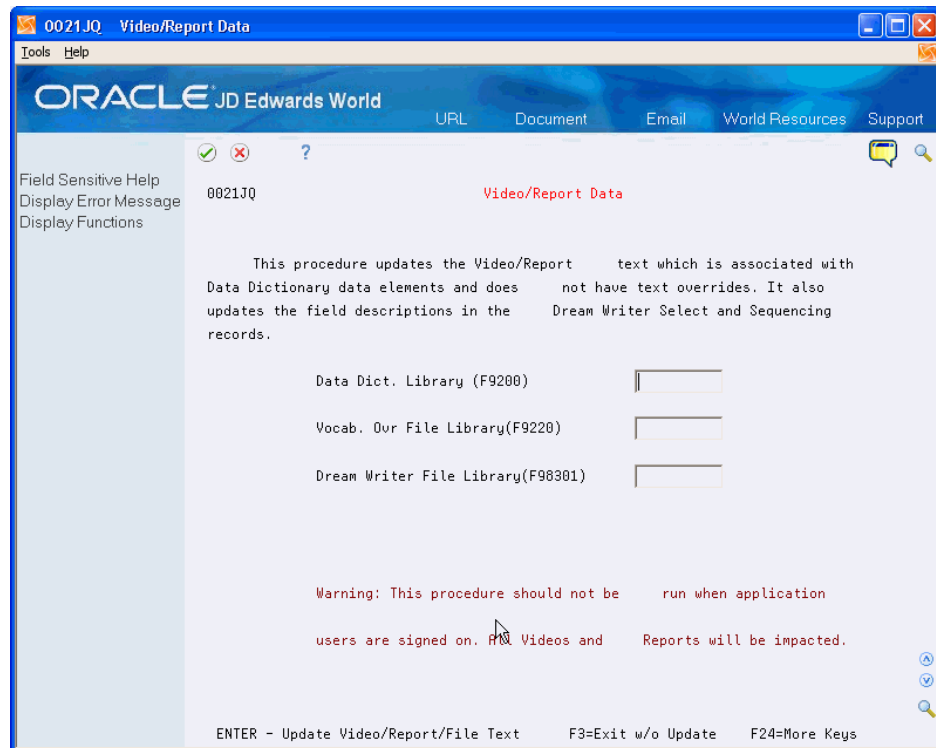 0021JQ Video/Report Data
Tools Help
ORACLE JD Edwards World
URL Document Email World Resources Support
?
Field Sensitive Help
Display Error Message
Display Functions
0021JQ Video/Report Data
This procedure updates the Video/Report text which is associated with
Data Dictionary data elements and does not have text overrides. It also
updates the field descriptions in the Dream Writer Select and Sequencing
records.
Data Dict. Library (F9200)
Vocab. Ovr File Library(F9220)
Dream Writer File Library(F98301)
Warning: This procedure should not be run when application
users are signed on. All Videos and Reports will be impacted.
ENTER - Update Video/Report/File Text F3=Exit w/o Update F24=More Keys